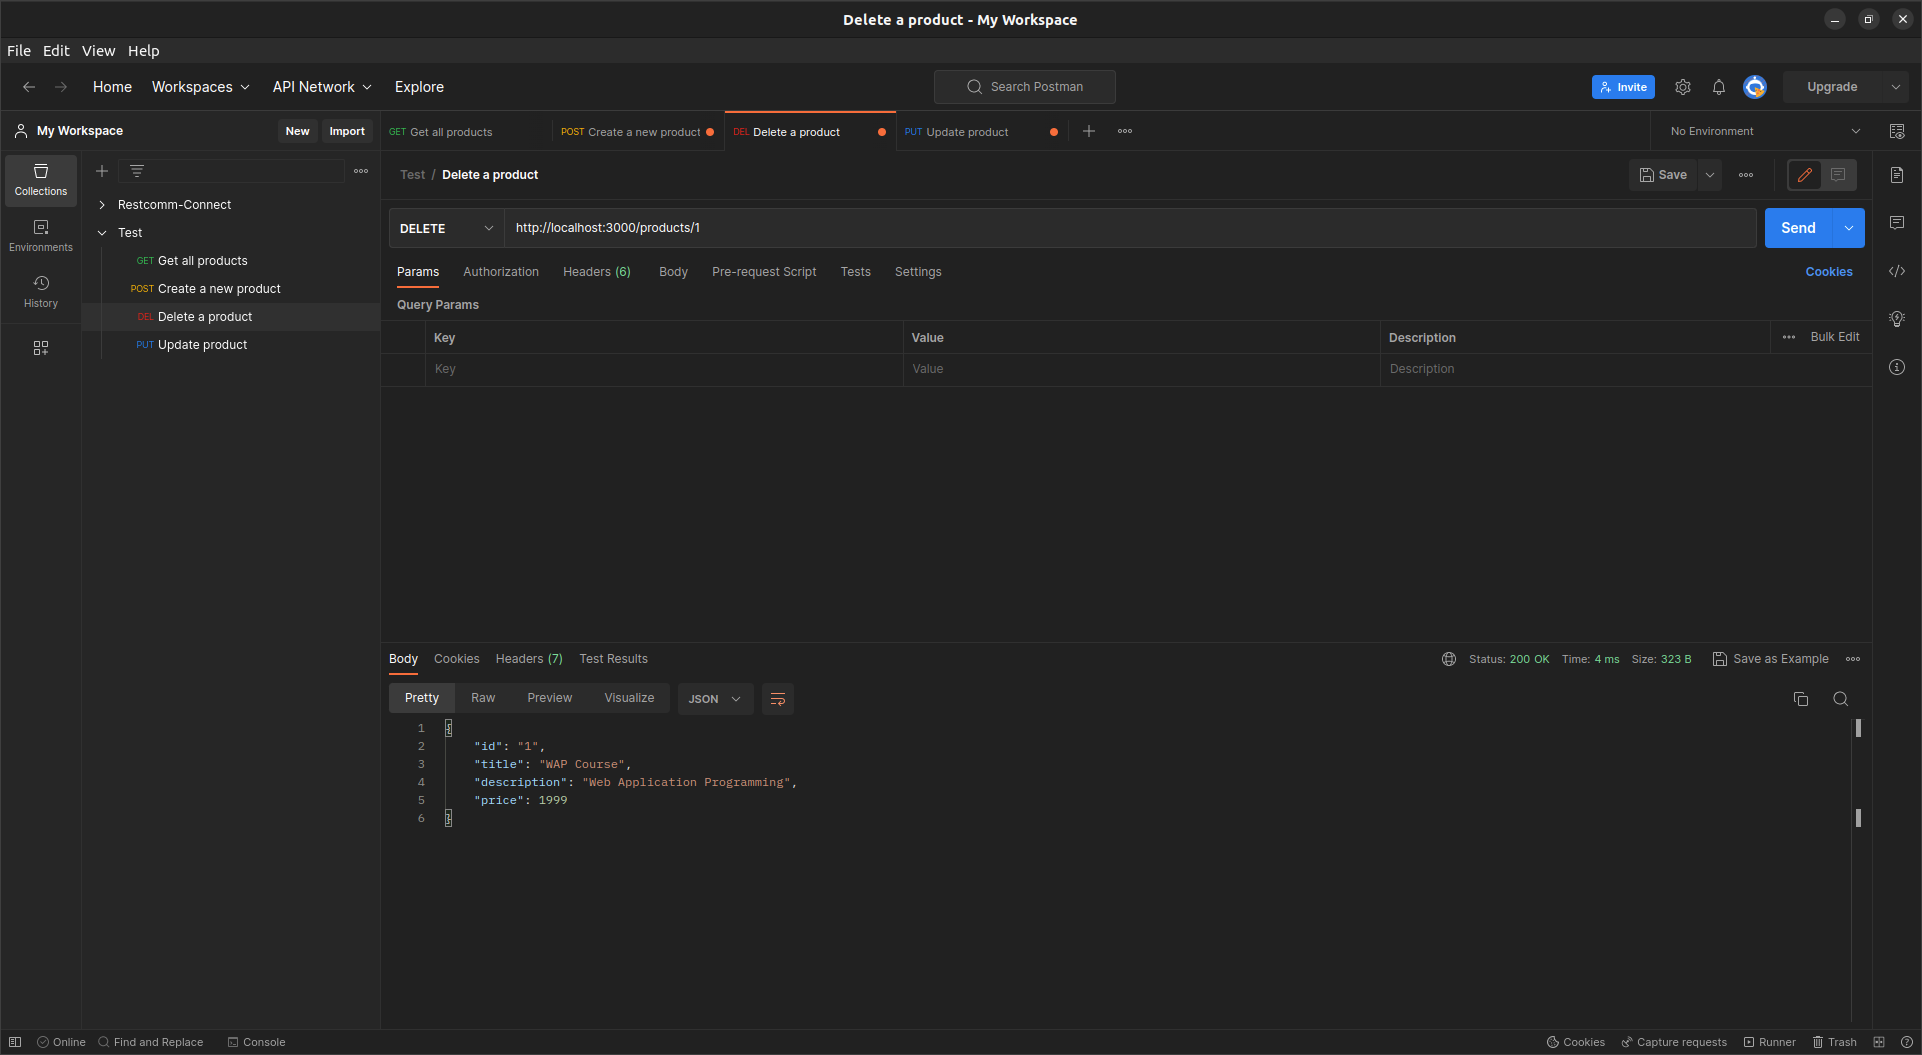 Delete a product - My Workspace
File Edit View Help
Home Workspaces API Network Explore
Search Postman
Invite
Upgrade
My Workspace
New Import
GET Get all products
POST Create a new product
DEL Delete a product
PUT Update product
No Environment
Collections
Environments
History
Restcomm-Connect
Test
GET Get all products
POST Create a new product
DEL Delete a product
PUT Update product
Test / Delete a product
Save
DELETE http://localhost:3000/products/1
Send
Params Authorization Headers (6) Body Pre-request Script Tests Settings
Cookies
Query Params
Key Value Description Bulk Edit
Key Value Description
Body Cookies Headers (7) Test Results
Status: 200 OK Time: 4 ms Size: 323 B Save as Example
Pretty Raw Preview Visualize JSON
1 {
2 "id": "1",
3 "title": "WAP Course",
4 "description": "Web Application Programming",
5 "price": 1999
6 }
Online Find and Replace Console
Cookies Capture requests Runner Trash